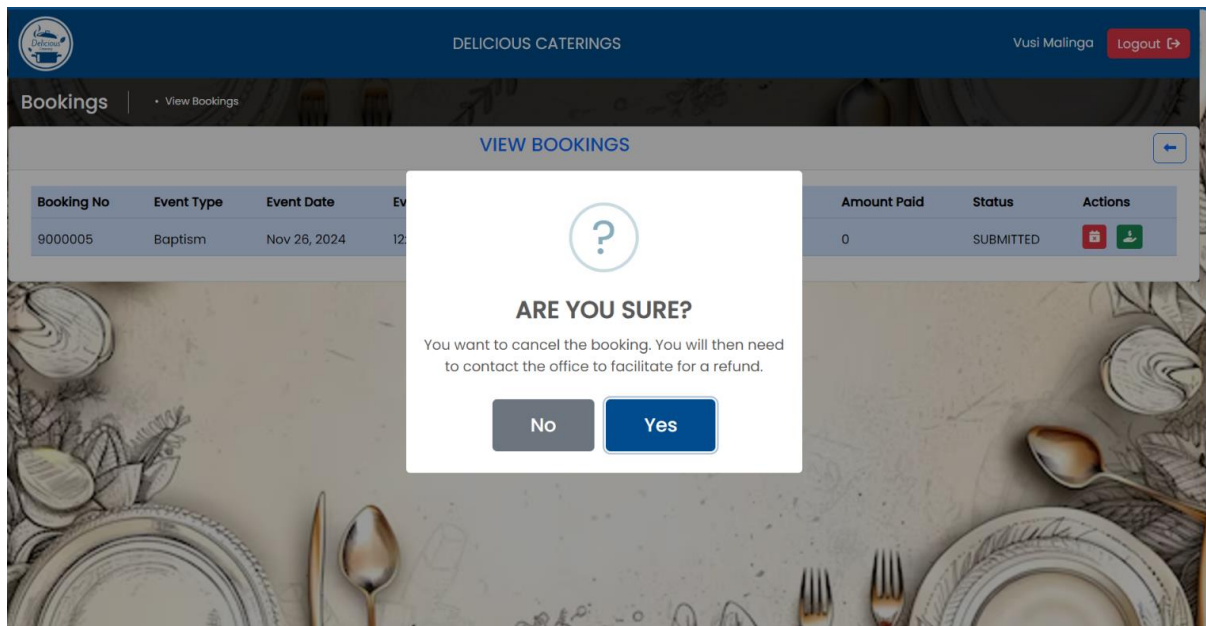 Delicious
DELICIOUS CATERINGS
Vusi Malinga
Logout
Bookings
• View Bookings
VIEW BOOKINGS
Booking No Event Type Event Date Ev Amount Paid Status Actions
9000005 Baptism Nov 26, 2024 12: 0 SUBMITTED
?
ARE YOU SURE?
You want to cancel the booking. You will then need
to contact the office to facilitate for a refund.
No Yes